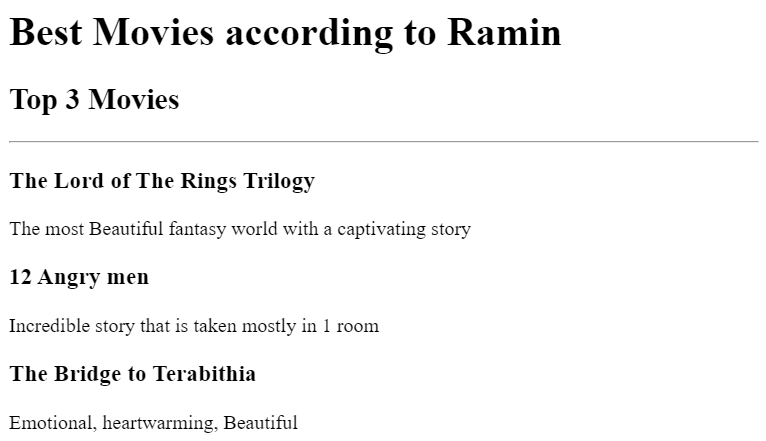 Best Movies according to Ramin
Top 3 Movies
The Lord of The Rings Trilogy
The most Beautiful fantasy world with a captivating story
12 Angry men
Incredible story that is taken mostly in 1 room
The Bridge to Terabithia
Emotional, heartwarming, Beautiful